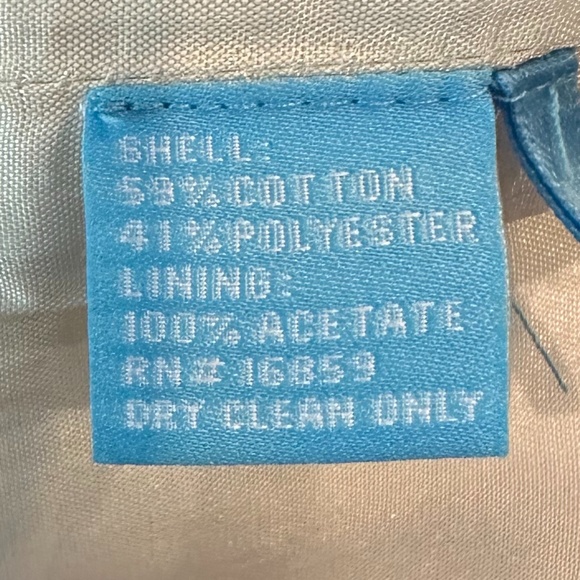 SHELL:
59% COTTON
41% POLYESTER
LINING:
100% ACETATE
RN# 16859
DRY CLEAN ONLY